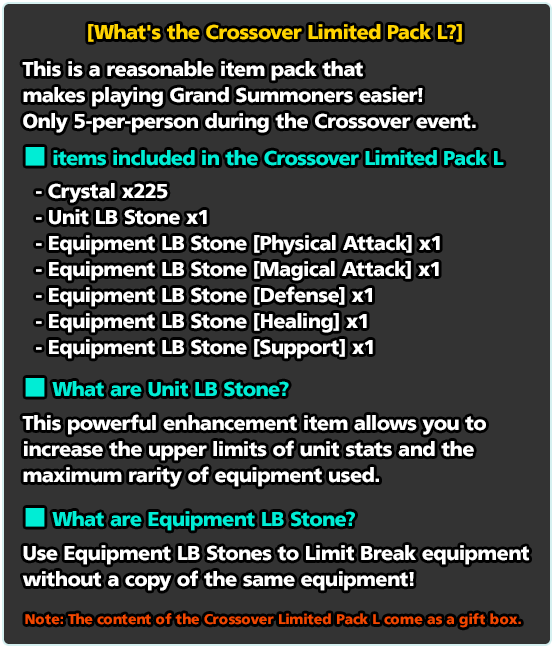 [What's the Crossover Limited Pack L?]
This is a reasonable item pack that
makes playing Grand Summoners easier!
Only 5-per-person during the Crossover event.
■ items included in the Crossover Limited Pack L
- Crystal x225
- Unit LB Stone x1
- Equipment LB Stone [Physical Attack] x1
- Equipment LB Stone [Magical Attack] x1
- Equipment LB Stone [Defense] x1
- Equipment LB Stone [Healing] x1
- Equipment LB Stone [Support] x1
■ What are Unit LB Stone?
This powerful enhancement item allows you to
increase the upper limits of unit stats and the
maximum rarity of equipment used.
■ What are Equipment LB Stone?
Use Equipment LB Stones to Limit Break equipment
without a copy of the same equipment!
Note: The content of the Crossover Limited Pack L come as a gift box.